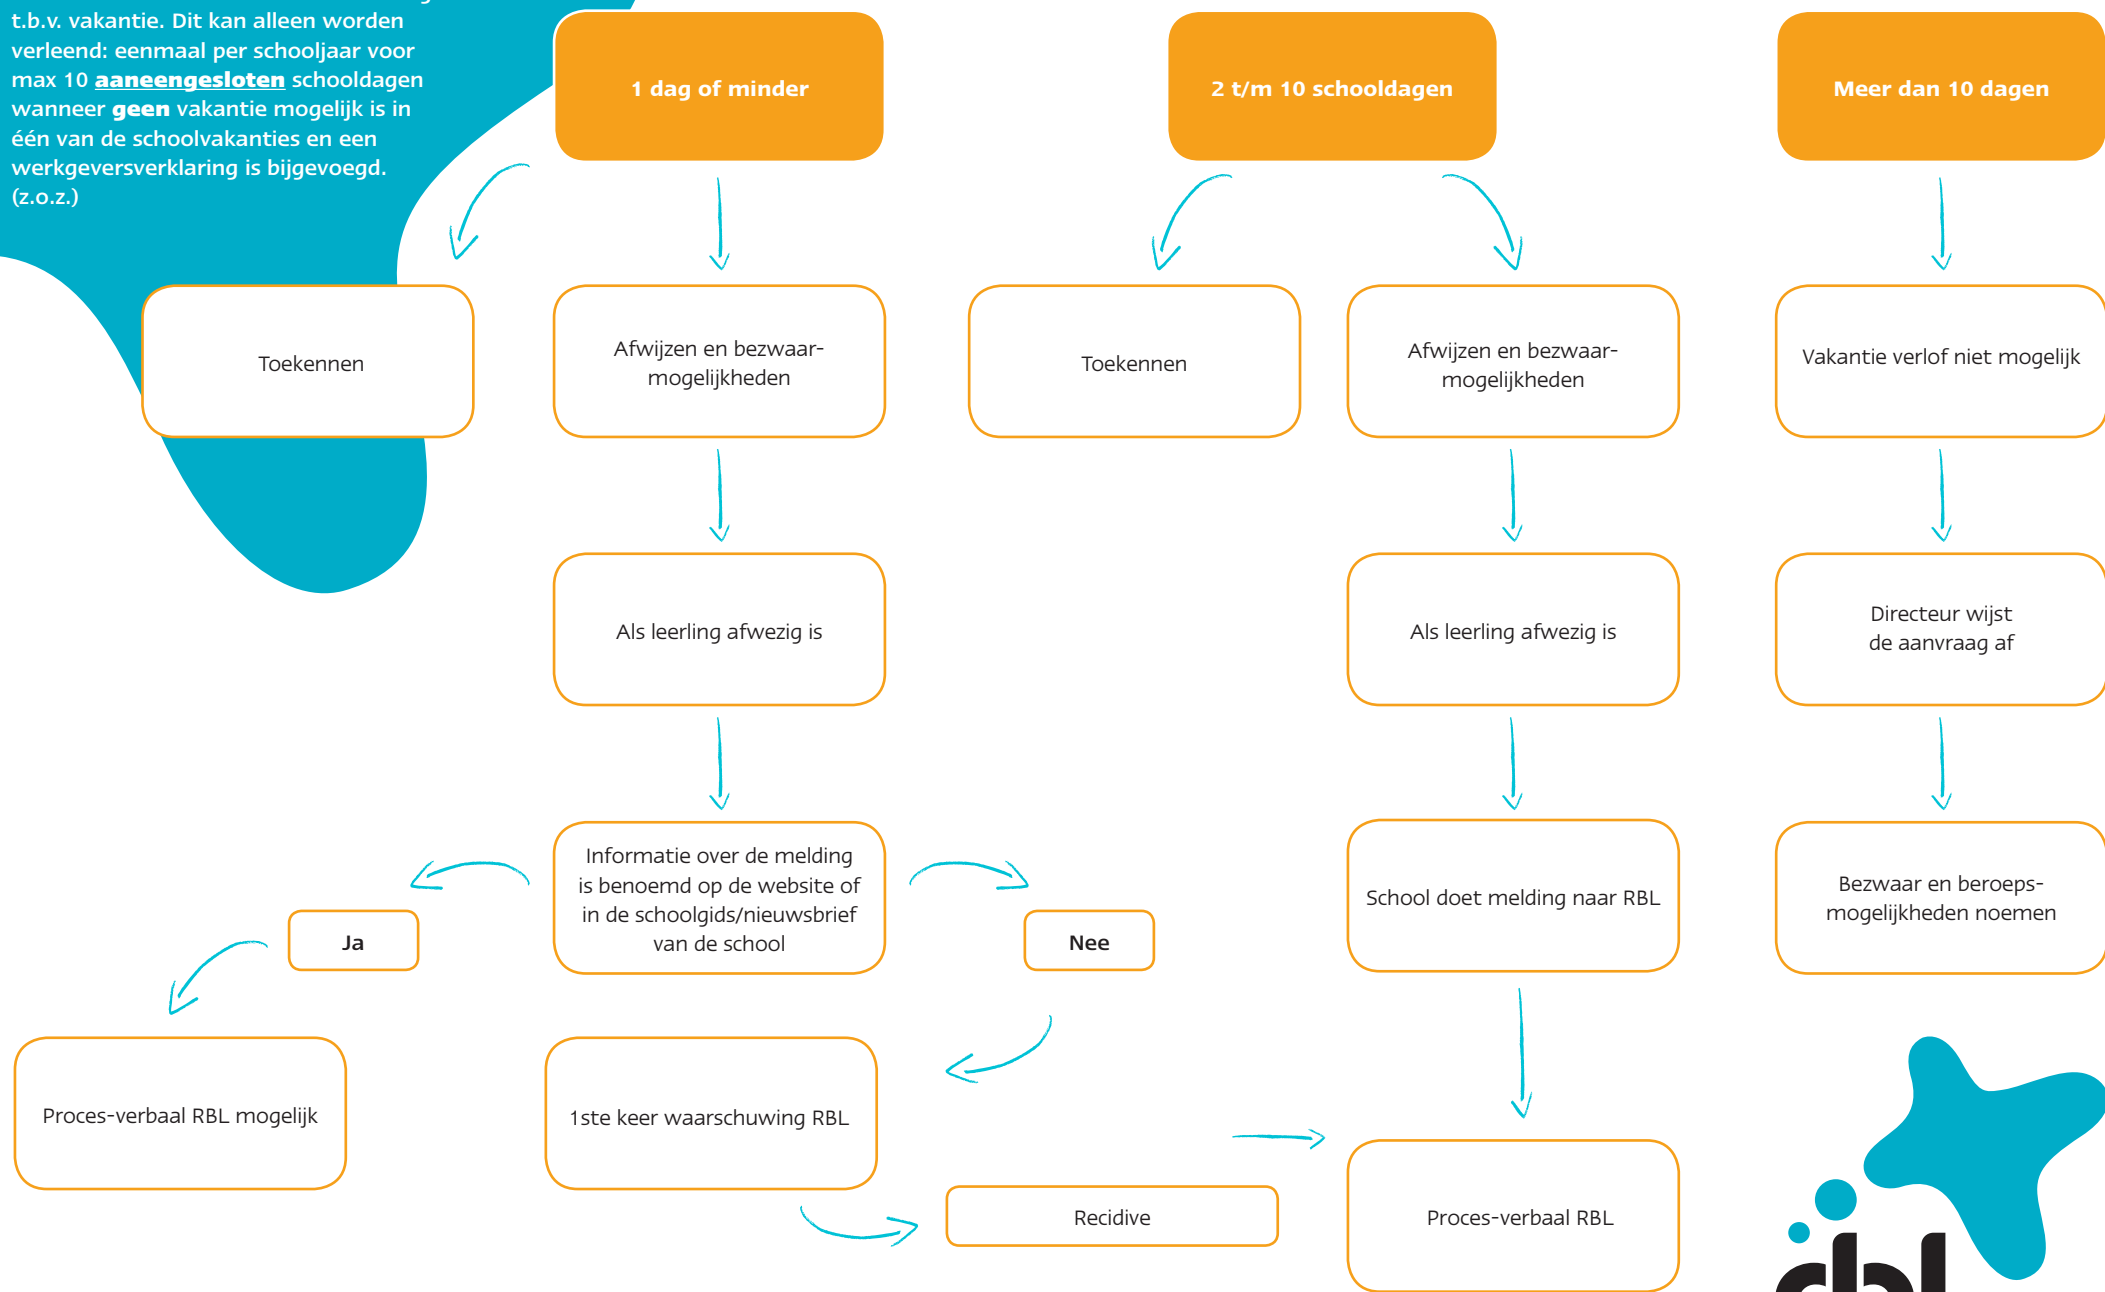 t.b.v. vakantie. Dit kan alleen worden
verleend: eenmaal per schooljaar voor
max 10 aaneengesloten schooldagen
wanneer geen vakantie mogelijk is in
één van de schoolvakanties en een
werkgeversverklaring is bijgevoegd.
(z.o.z.)
1 dag of minder
2 t/m 10 schooldagen
Meer dan 10 dagen
Toekennen
Afwijzen en bezwaar-
mogelijkheden
Toekennen
Afwijzen en bezwaar-
mogelijkheden
Vakantie verlof niet mogelijk
Als leerling afwezig is
Als leerling afwezig is
Directeur wijst
de aanvraag af
Informatie over de melding
is benoemd op de website of
in de schoolgids/nieuwsbrief
van de school
School doet melding naar RBL
Bezwaar en beroeps-
mogelijkheden noemen
Ja
Nee
Proces-verbaal RBL mogelijk
1ste keer waarschuwing RBL
Recidive
Proces-verbaal RBL
rbl